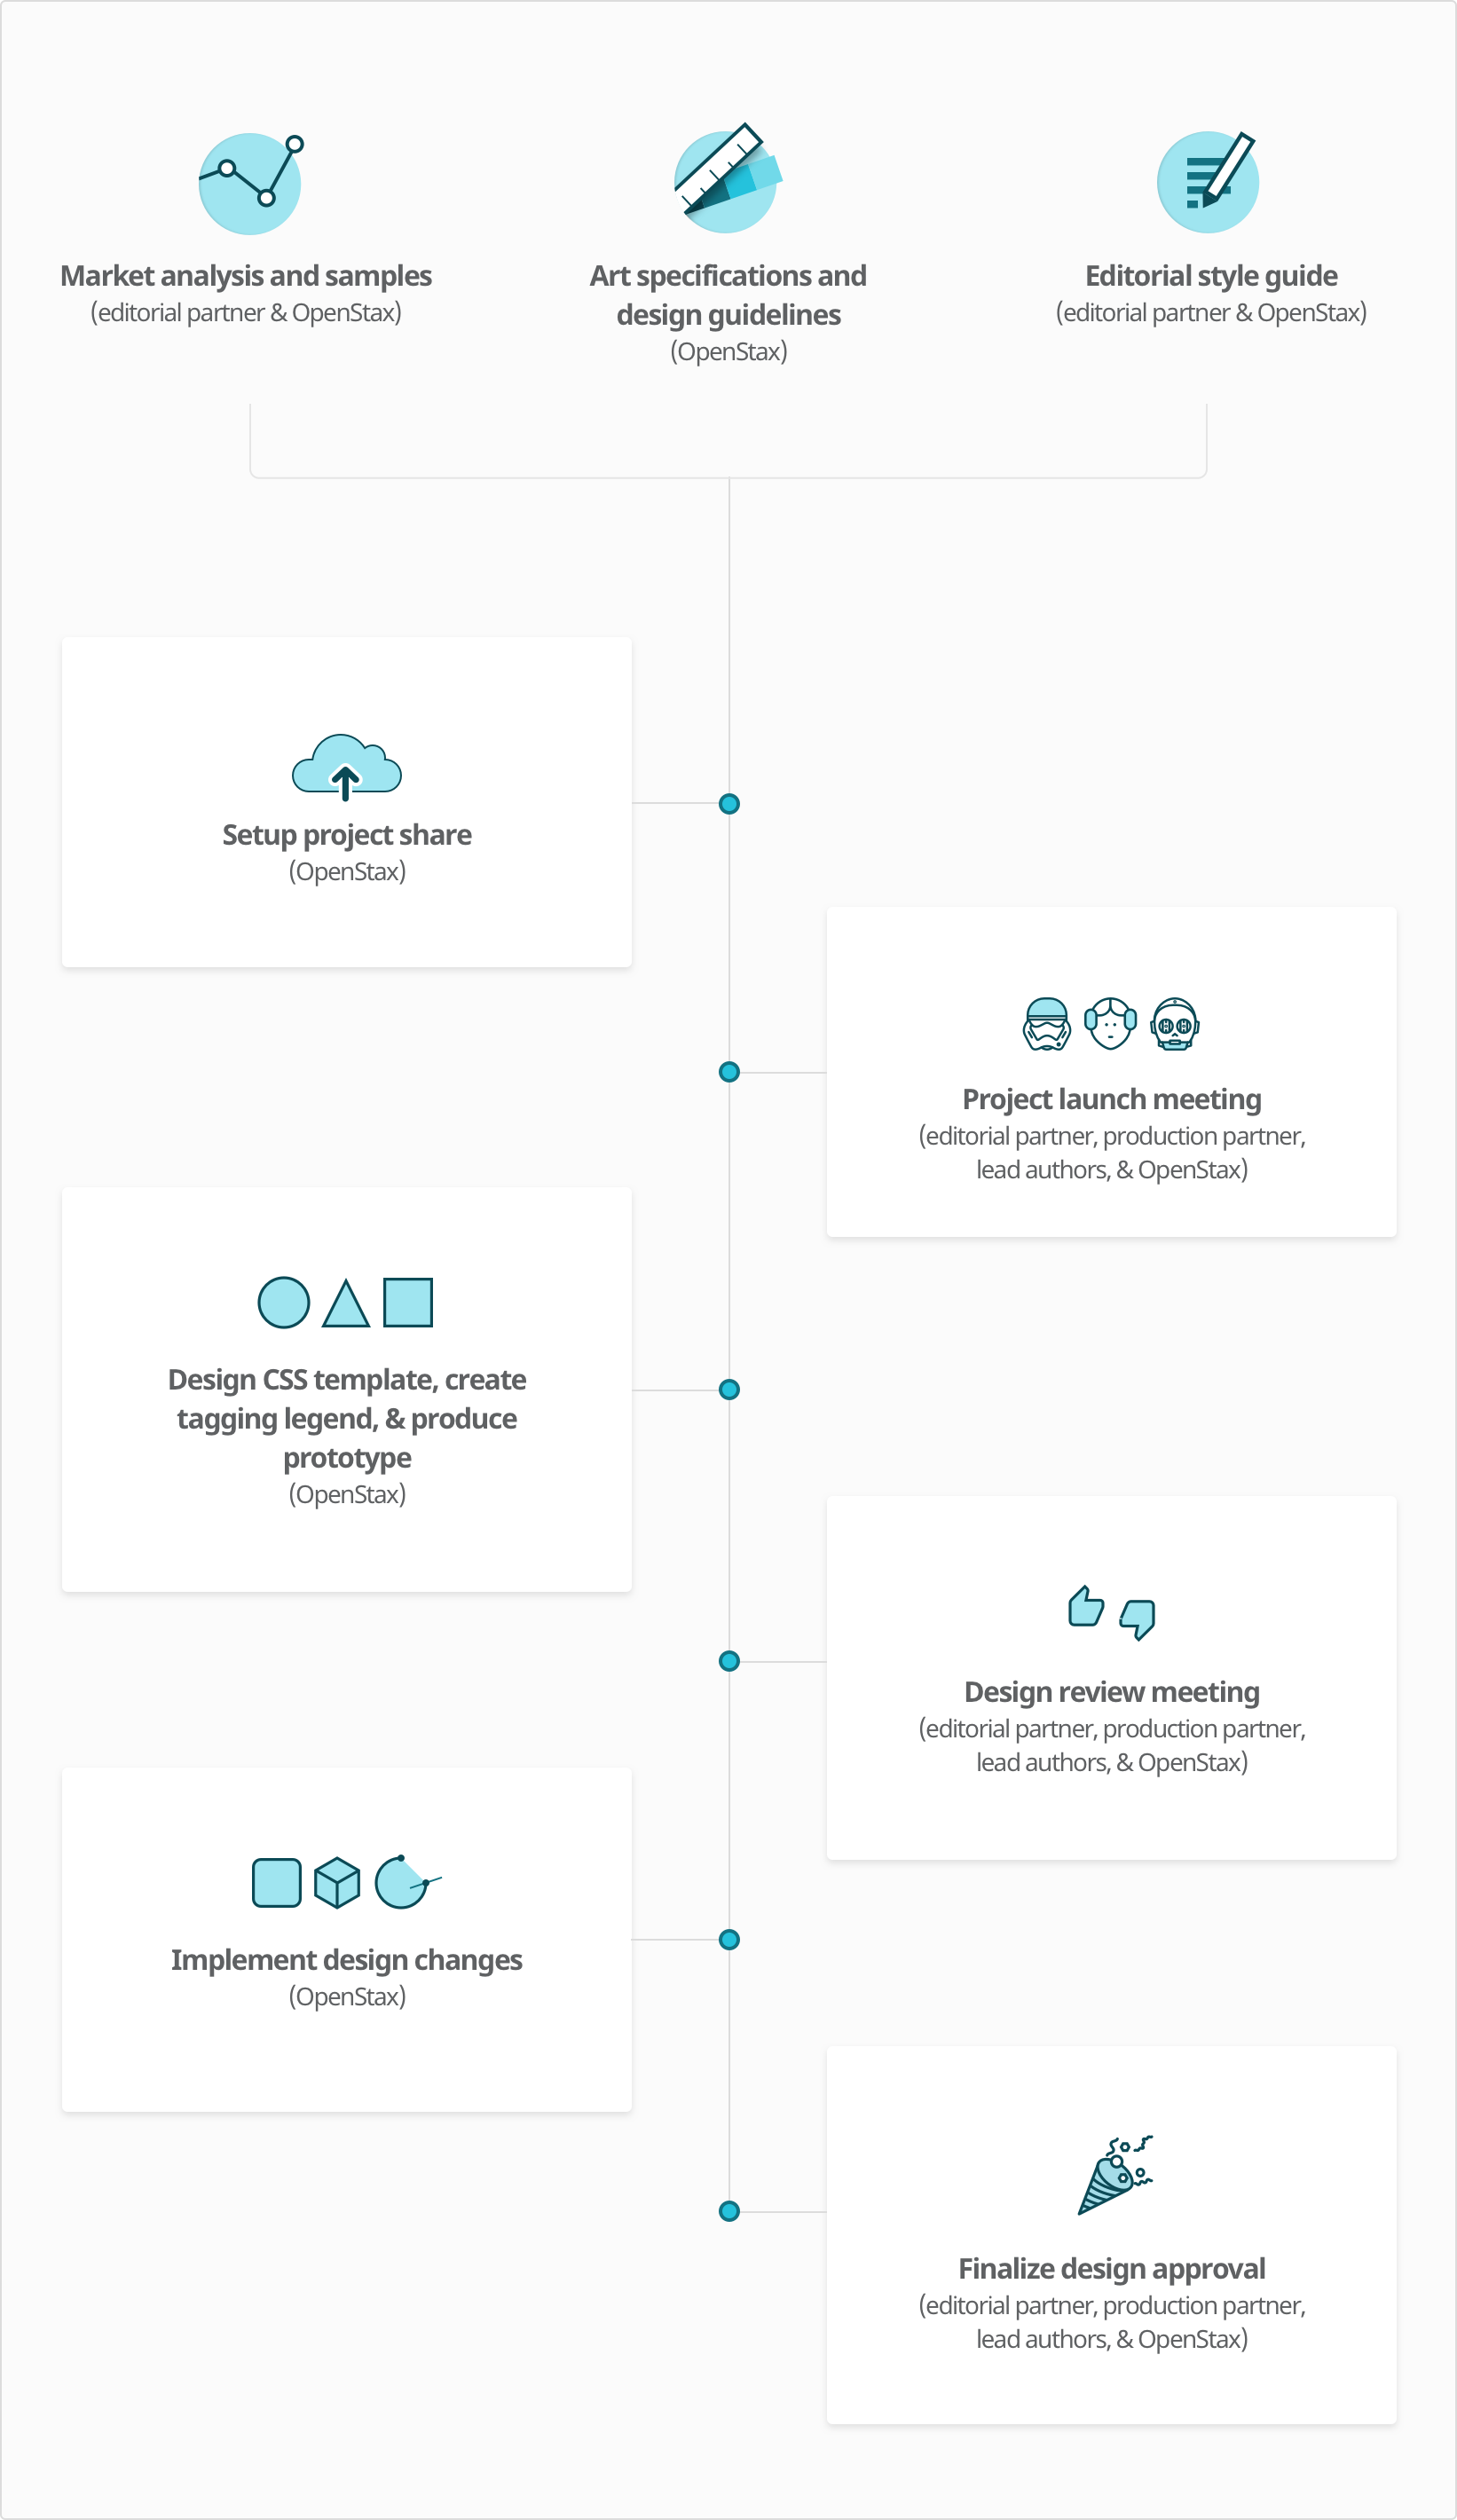 Market analysis and samples
(editorial partner & OpenStax)
Art specifications and
design guidelines
(OpenStax)
Editorial style guide
(editorial partner & OpenStax)
Setup project share
(OpenStax)
Project launch meeting
(editorial partner, production partner,
lead authors, & OpenStax)
Design CSS template, create
tagging legend, & produce
prototype
(OpenStax)
Design review meeting
(editorial partner, production partner,
lead authors, & OpenStax)
Implement design changes
(OpenStax)
Finalize design approval
(editorial partner, production partner,
lead authors, & OpenStax)